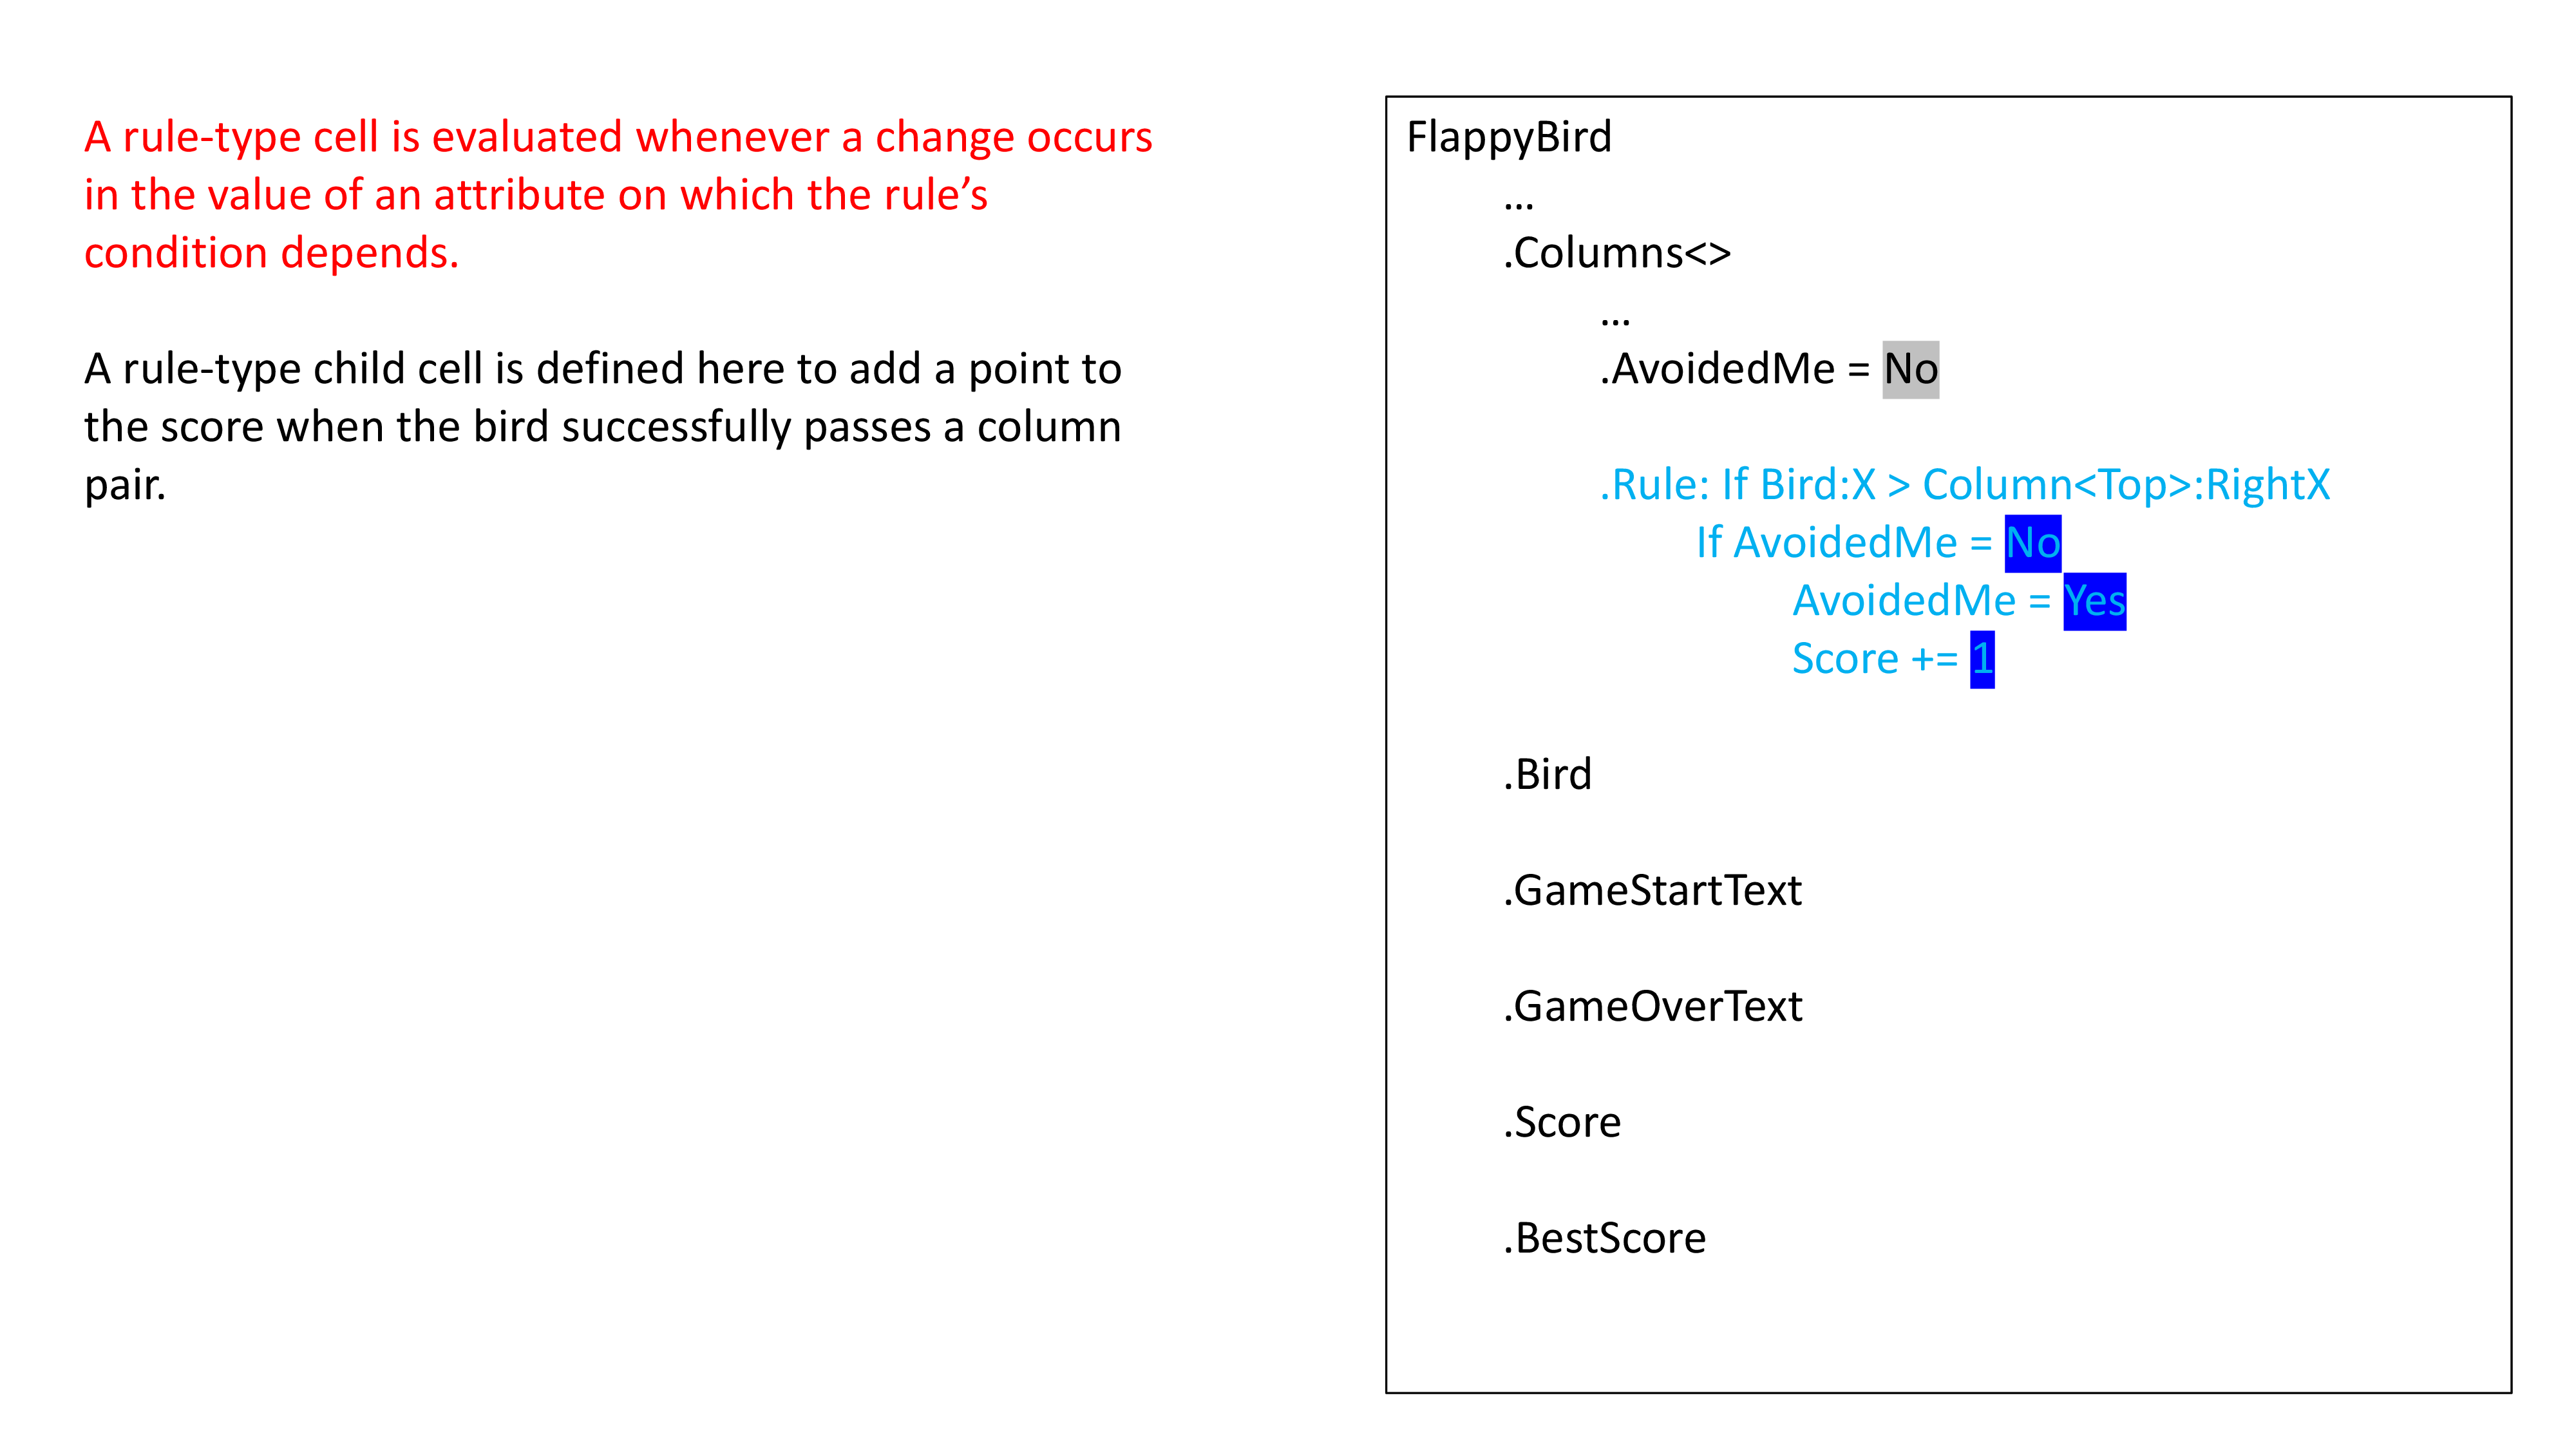 A rule-type cell is evaluated whenever a change occurs
in the value of an attribute on which the rule’s
condition depends.
A rule-type child cell is defined here to add a point to
the score when the bird successfully passes a column
pair.
FlappyBird
…
.Columns<>
…
.AvoidedMe = No
.Rule: If Bird:X > Column<Top>:RightX
If AvoidedMe = No
AvoidedMe = Yes
Score += 1
.Bird
.GameStartText
.GameOverText
.Score
.BestScore